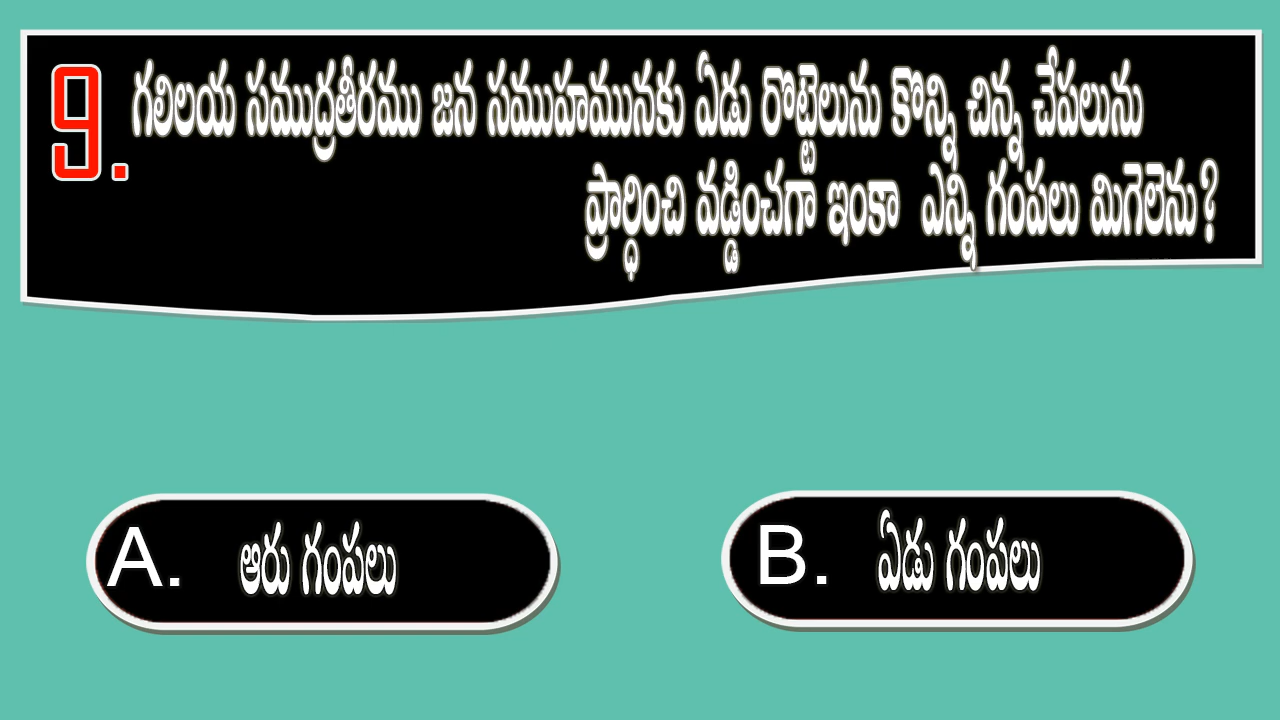 9. గలిలయ సముద్రతీరము జన సముహమునకు ఏడు రొట్టెలును కొన్ని చిన్న చేపలును
ప్రార్ధించి వడ్డించగా ఇంకా ఎన్ని గంపలు మిగెలెను?
A. ఆరు గంపలు
B. ఏడు గంపలు